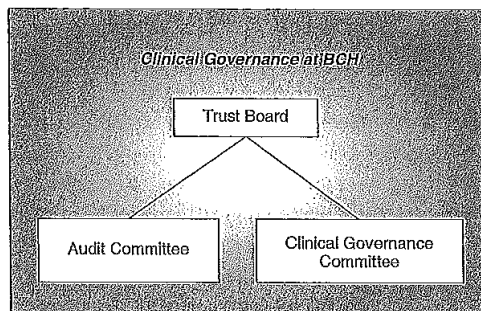 Clinical Governance at BCH
Trust Board
Audit Committee
Clinical Governance
Committee